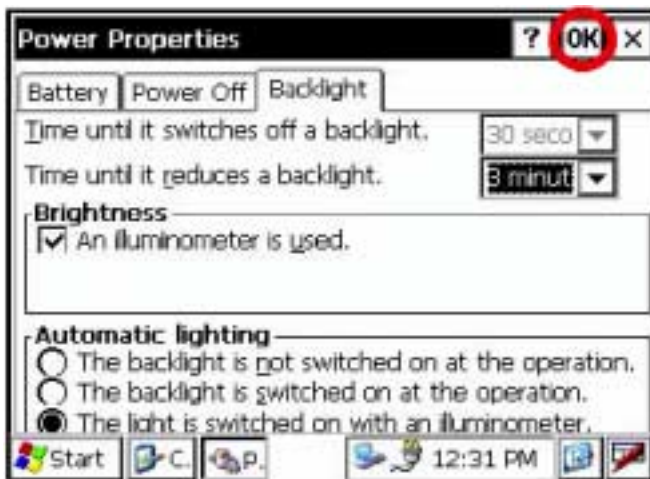 Power Properties ? OK ×
Battery Power Off Backlight
Time until it switches off a backlight. 30 seco
Time until it reduces a backlight. 3 minut
Brightness
An illuminometer is used.
Automatic lighting
The backlight is not switched on at the operation.
The backlight is switched on at the operation.
The light is switched on with an illuminometer.
Start C. P. 12:31 PM